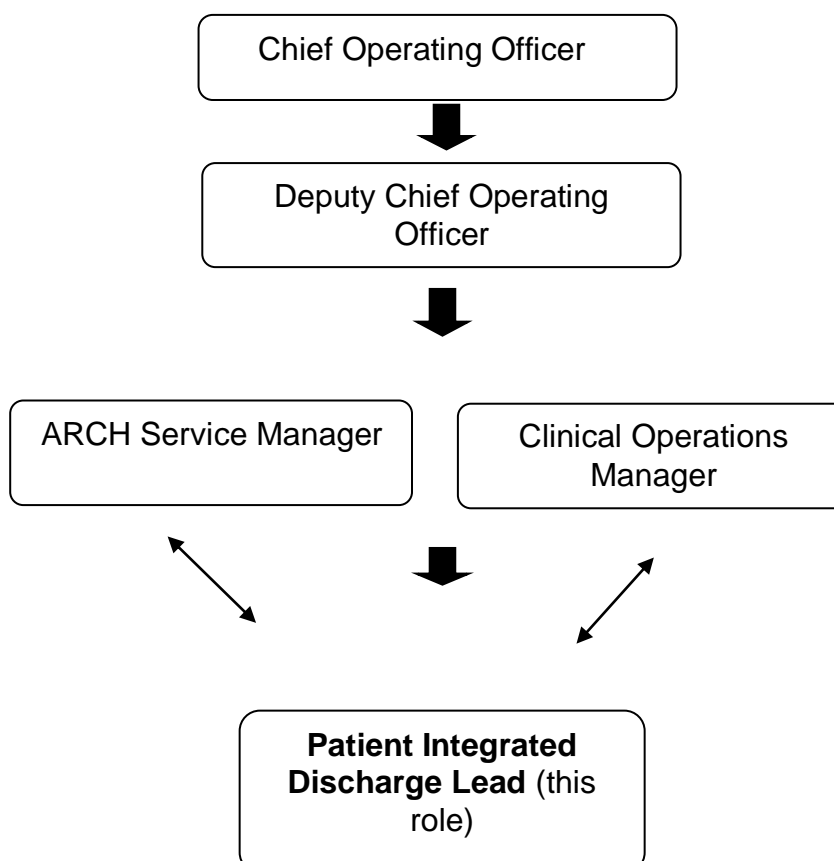 Chief Operating Officer
Deputy Chief Operating
Officer
ARCH Service Manager
Clinical Operations
Manager
Patient Integrated
Discharge Lead (this
role)